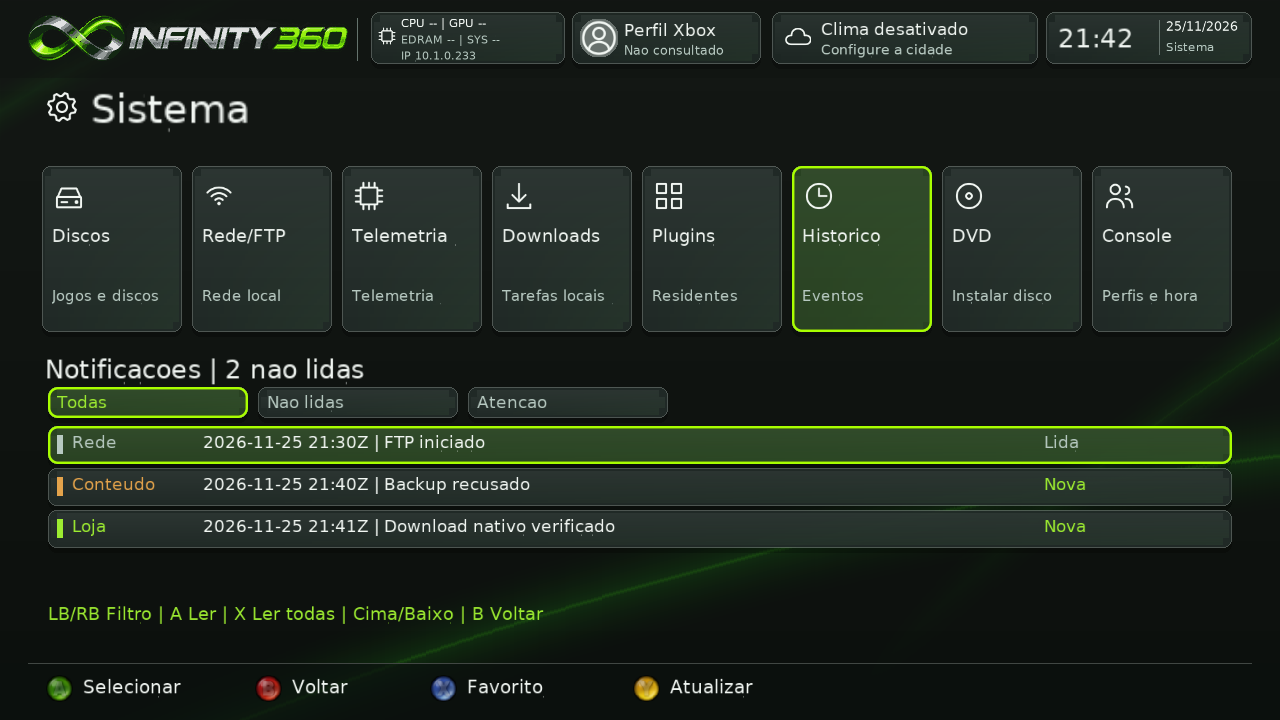 INFINITY 360
CPU -- | GPU --
EDRAM -- | SYS --
IP 10.1.0.233
Perfil Xbox
Nao consultado
Clima desativado
Configure a cidade
21:42
25/11/2026
Sistema
Sistema
Discos
Jogos e discos
Rede/FTP
Rede local
Telemetria
Telemetria
Downloads
Tarefas locais
Plugins
Residentes
Historico
Eventos
DVD
Instalar disco
Console
Perfis e hora
Notificacoes | 2 nao lidas
Todas
Nao lidas
Atencao
Rede 2026-11-25 21:30Z | FTP iniciado Lida
Conteudo 2026-11-25 21:40Z | Backup recusado Nova
Loja 2026-11-25 21:41Z | Download nativo verificado Nova
LB/RB Filtro | A Ler | X Ler todas | Cima/Baixo | B Voltar
Selecionar Voltar Favorito Atualizar